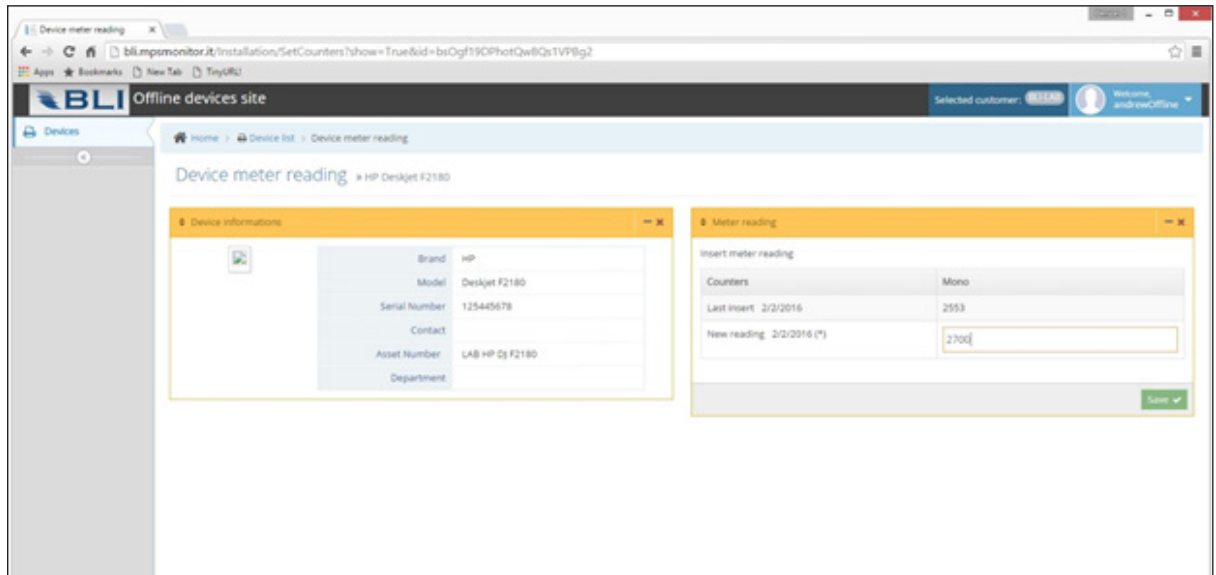 Device meter reading
bli.mpsmonitor.it/Installation/SetCounters?show=True&id=bsOgf19DPhotQw8Qs1VPBg2
Apps Bookmarks New Tab TinyURL!
BLI Offline devices site
Selected customer: BLI LAB
Welcome,
andrewOffline
Devices
Home > Device list > Device meter reading
Device meter reading » HP Deskjet F2180
Device informations
Brand HP
Model Deskjet F2180
Serial Number 125445678
Contact
Asset Number LAB HP DJ F2180
Department
Meter reading
Insert meter reading
Counters Mono
Last insert 2/2/2016 2553
New reading 2/2/2016 (*) 2700
Save